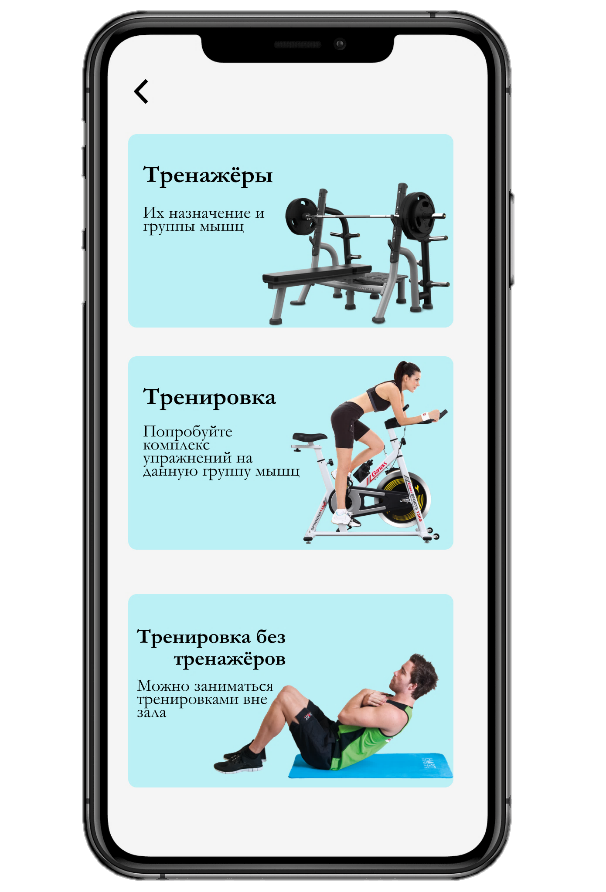 Тренажёры
Их назначение и
группы мышц
Тренировка
Попробуйте
комплекс
упражнений на
данную группу мышц
Тренировка без
тренажёров
Можно заниматься
тренировками вне
зала